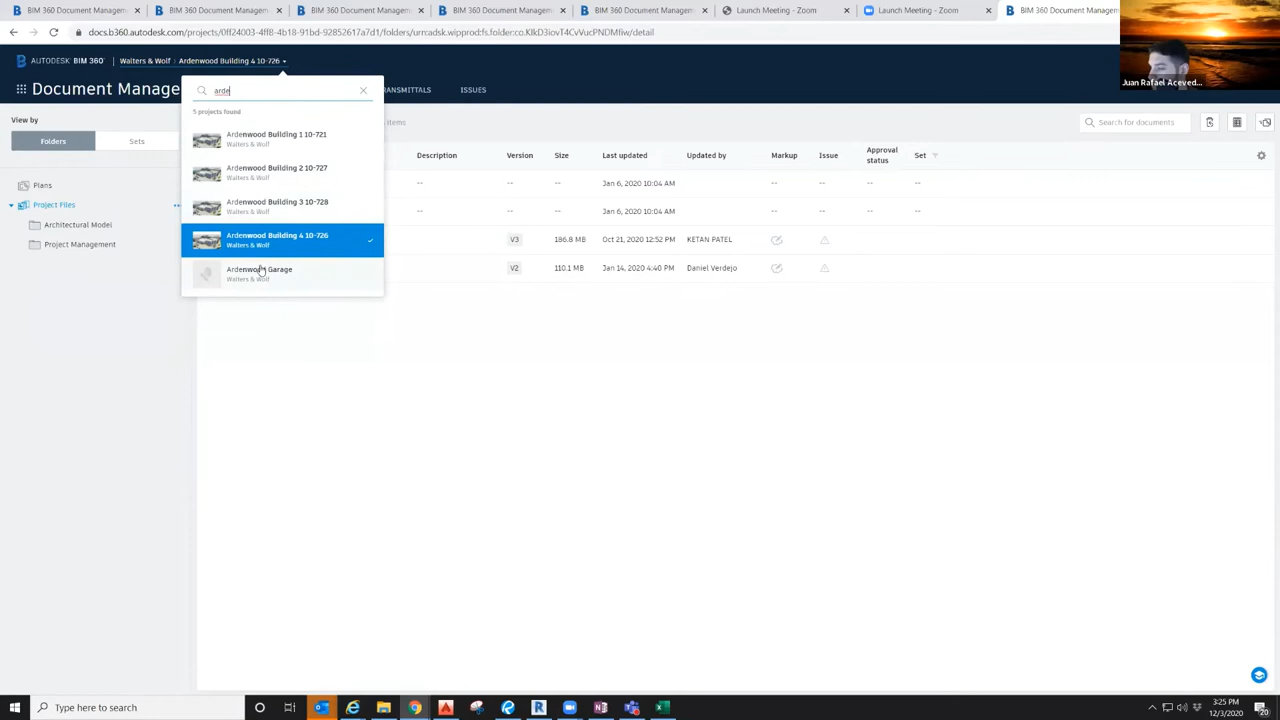 BIM 360 Document Managem
BIM 360 Document Managem
BIM 360 Document Managem
BIM 360 Document Managem
BIM 360 Document Managem
Launch Meeting - Zoom
Launch Meeting - Zoom
BIM 360 Document Managem
docs.b360.autodesk.com/projects/
/detail
AUTODESK BIM 360
Walters & Wolf / Ardenwood Building 4 10-726
Juan Rafael Aceved...
Document Manage
RANSMITTALS
ISSUES
arde
5 projects found
View by
Folders
Sets
items
Search for documents
Description
Version
Size
Last updated
Updated by
Markup
Issue
Approval status
Set
Ardenwood Building 1 10-721
Walters & Wolf
Ardenwood Building 2 10-727
Walters & Wolf
Ardenwood Building 3 10-728
Walters & Wolf
Ardenwood Building 4 10-726
Walters & Wolf
Ardenwood Garage
Walters & Wolf
Plans
Project Files
Architectural Model
Project Management
-- -- -- Jan 6, 2020 10:04 AM -- -- -- --
-- -- -- Jan 6, 2020 10:04 AM -- -- -- --
V3 186.8 MB Oct 21, 2020 12:52 PM KETAN PATEL
V2 110.1 MB Jan 14, 2020 4:40 PM Daniel Verdejo
Type here to search
3:25 PM
12/3/2020
20